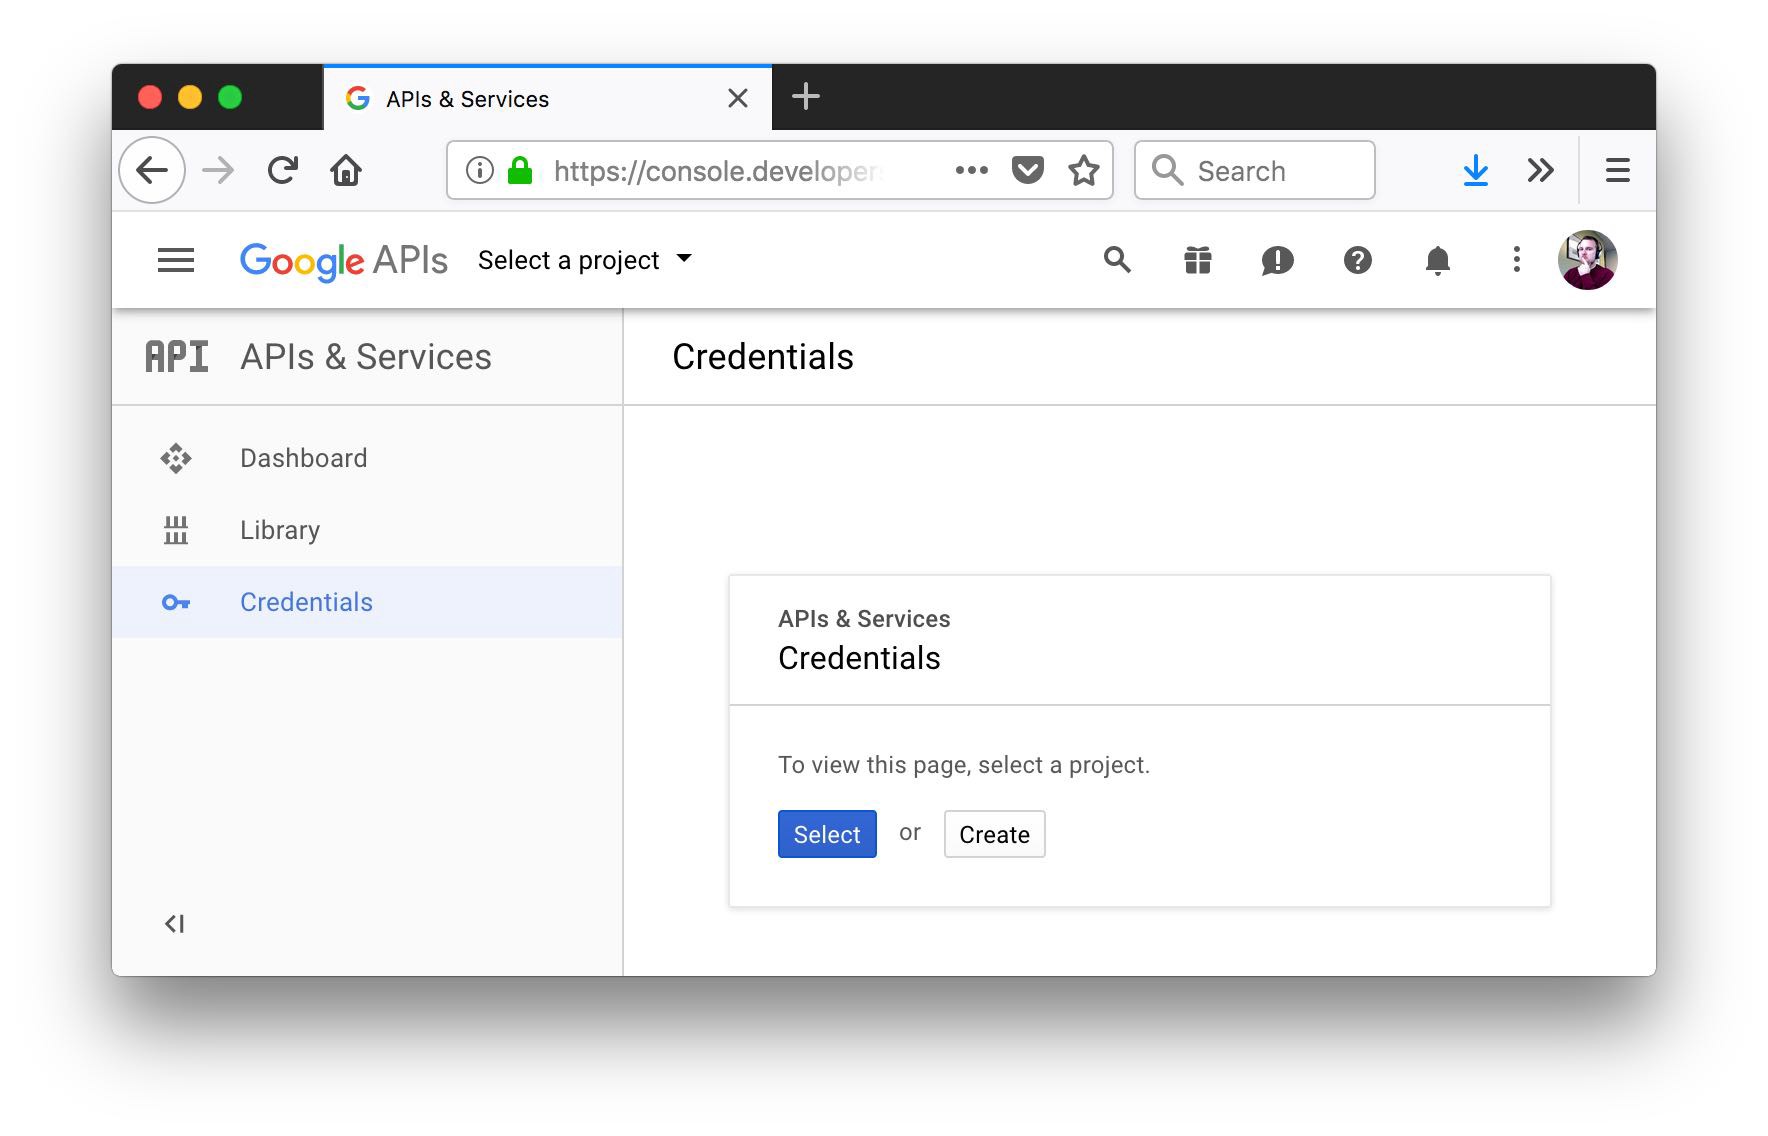 APIs & Services
https://console.developers
Search
Google APIs Select a project
API APIs & Services
Credentials
Dashboard
Library
Credentials
APIs & Services
Credentials
To view this page, select a project.
Select or Create